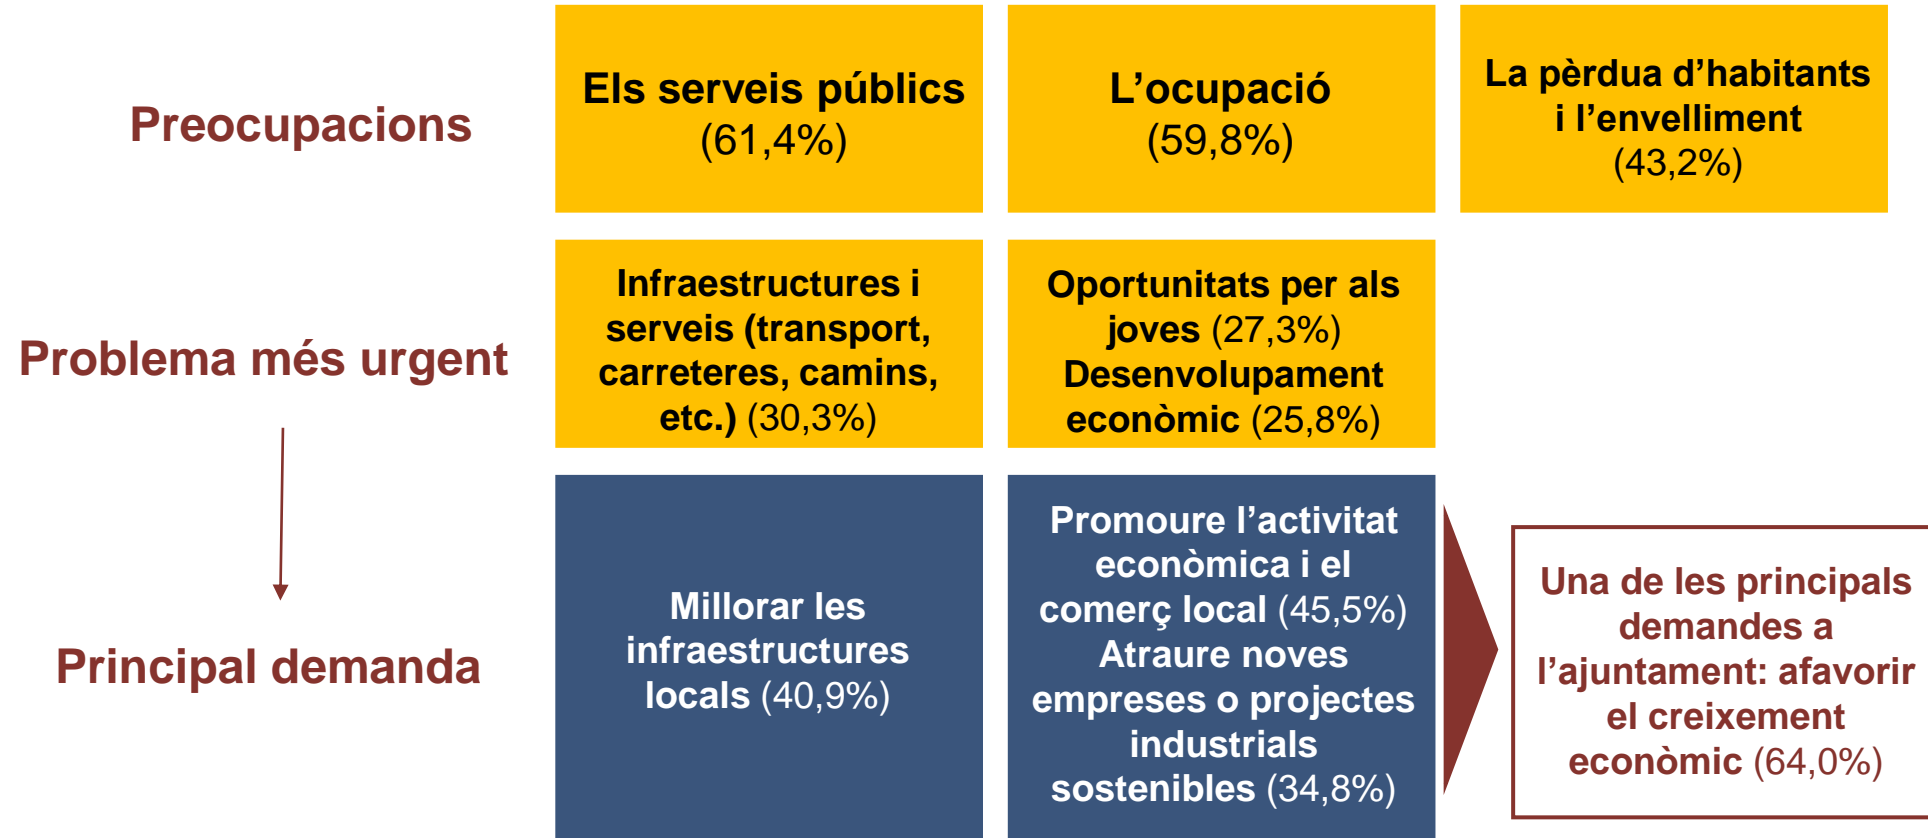 Preocupacions
Els serveis públics
(61,4%)
L’ocupació
(59,8%)
La pèrdua d’habitants
i l’envelliment
(43,2%)
Problema més urgent
Infraestructures i
serveis (transport,
carreteres, camins,
etc.) (30,3%)
Oportunitats per als
joves (27,3%)
Desenvolupament
econòmic (25,8%)
Principal demanda
Millorar les
infraestructures
locals (40,9%)
Promoure l’activitat
econòmica i el
comerç local (45,5%)
Atraure noves
empreses o projectes
industrials
sostenibles (34,8%)
Una de les principals
demandes a
l’ajuntament: afavorir
el creixement
econòmic (64,0%)